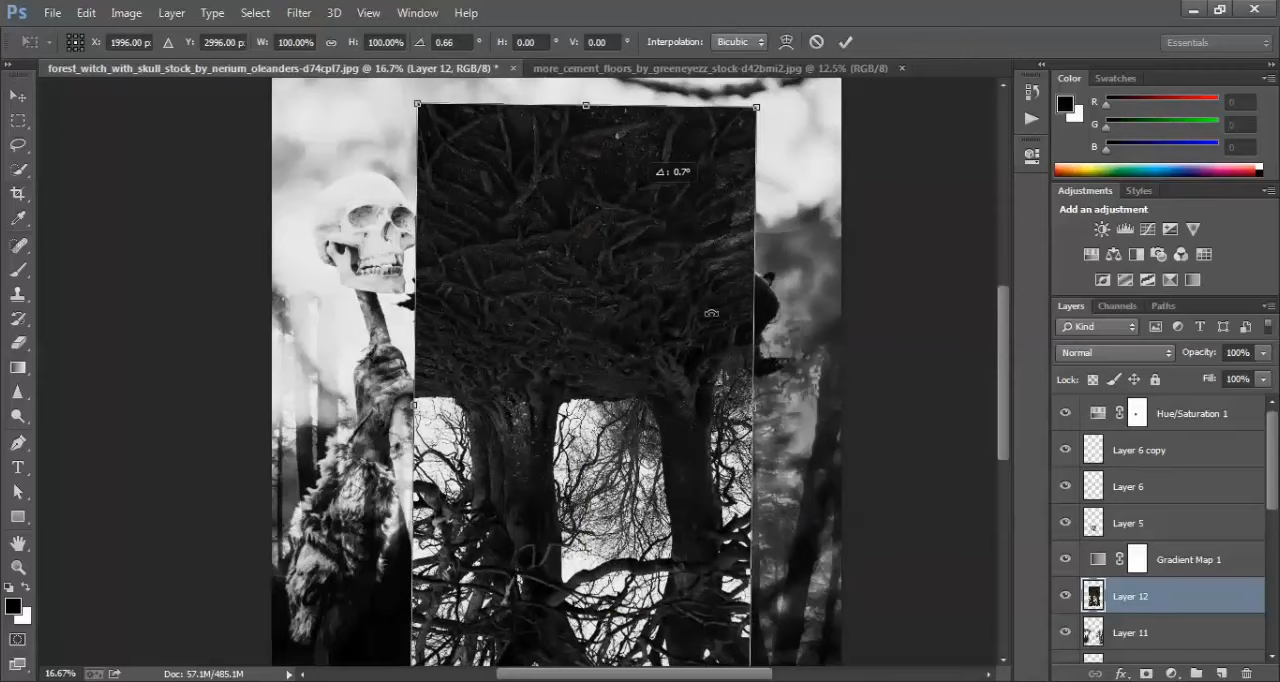 Ps File Edit Image Layer Type Select Filter 3D View Window Help
X: 1996.00 px Y: 2996.00 px W: 100.00% H: 100.00% 0.66 ° H: 0.00 ° V: 0.00 ° Interpolation: Bicubic Essentials
forest_witch_with_skull_stock_by_nerium_oleanders-d74cpf7.jpg @ 16.7% (Layer 12, RGB/8) * × more_cement_floors_by_greeneyezz_stock-d42bmi2.jpg @ 12.5% (RGB/8) ×
Color Swatches
R 0
G 0
B 0
: 0.7°
Adjustments Styles
Add an adjustment
Layers Channels Paths
Kind
Normal Opacity: 100%
Lock: Fill: 100%
Hue/Saturation 1
Layer 6 copy
Layer 6
Layer 5
Gradient Map 1
Layer 12
Layer 11
16.67% Doc: 57.1M/485.1M